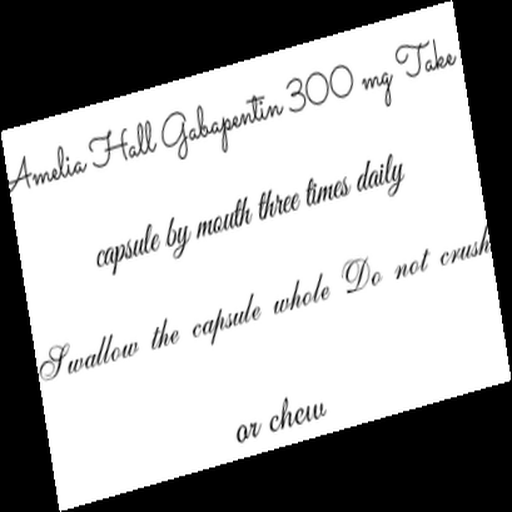 Amelia Hall Gabapentin 300 mg Take
capsule by mouth three times daily
Swallow the capsule whole Do not crush
or chew